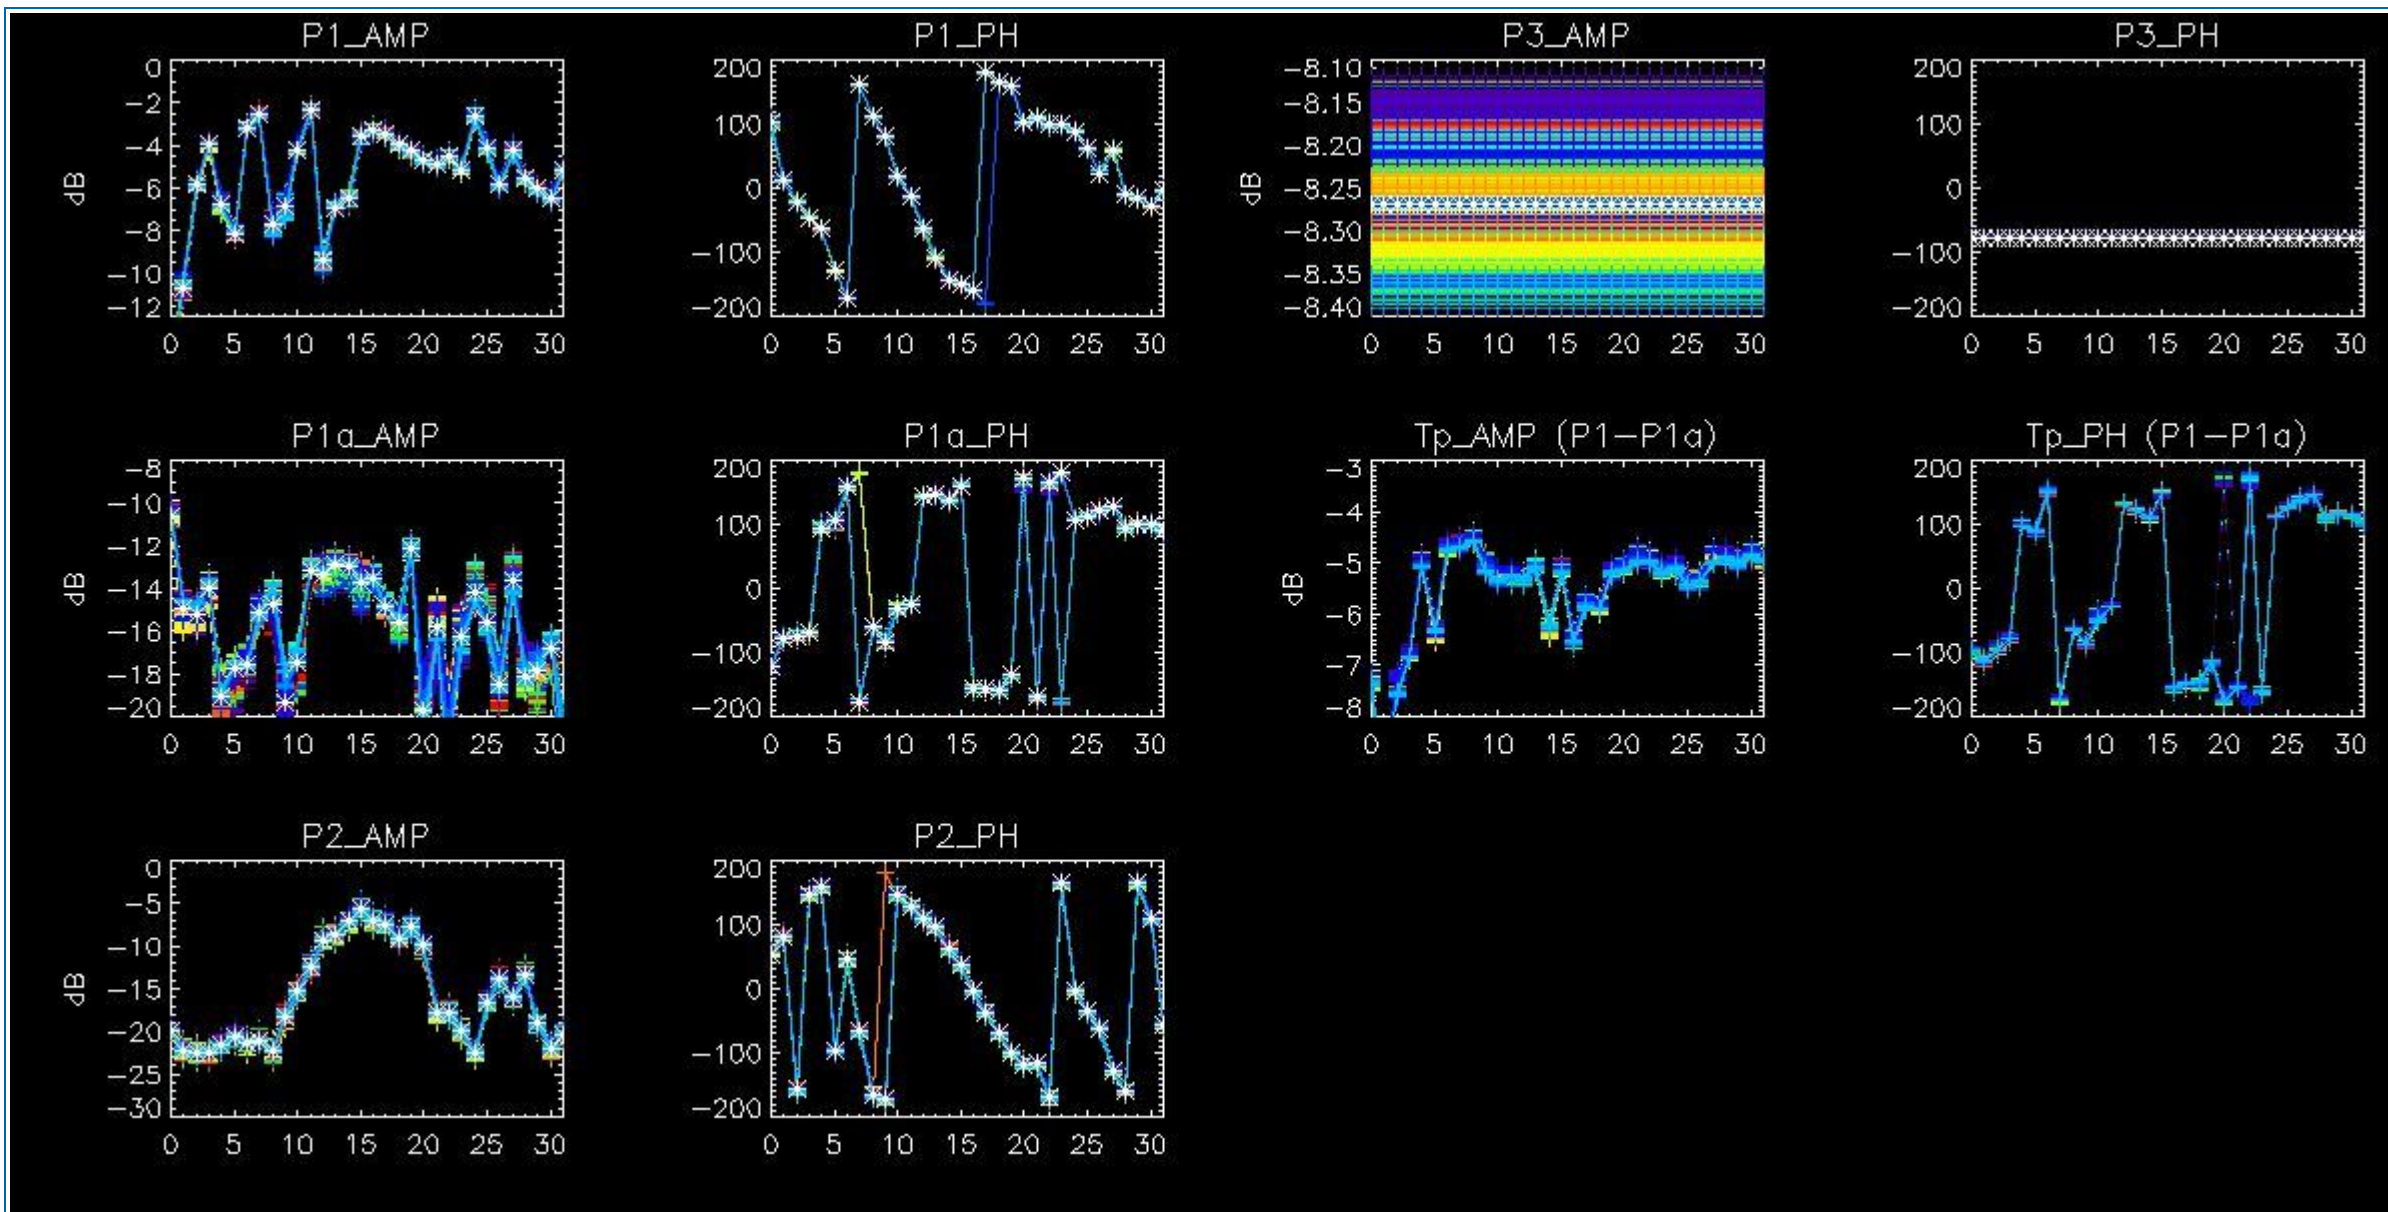 P1_AMP
dB
0
−2
−4
−6
−8
−10
−12
0 5 10 15 20 25 30
P1_PH
200
100
0
−100
−200
0 5 10 15 20 25 30
P3_AMP
dB
−8.10
−8.15
−8.20
−8.25
−8.30
−8.35
−8.40
0 5 10 15 20 25 30
P3_PH
200
100
0
−100
−200
0 5 10 15 20 25 30
P1a_AMP
dB
−8
−10
−12
−14
−16
−18
−20
0 5 10 15 20 25 30
P1a_PH
200
100
0
−100
−200
0 5 10 15 20 25 30
Tp_AMP (P1−P1a)
dB
−3
−4
−5
−6
−7
−8
0 5 10 15 20 25 30
Tp_PH (P1−P1a)
200
100
0
−100
−200
0 5 10 15 20 25 30
P2_AMP
dB
0
−5
−10
−15
−20
−25
−30
0 5 10 15 20 25 30
P2_PH
200
100
0
−100
−200
0 5 10 15 20 25 30